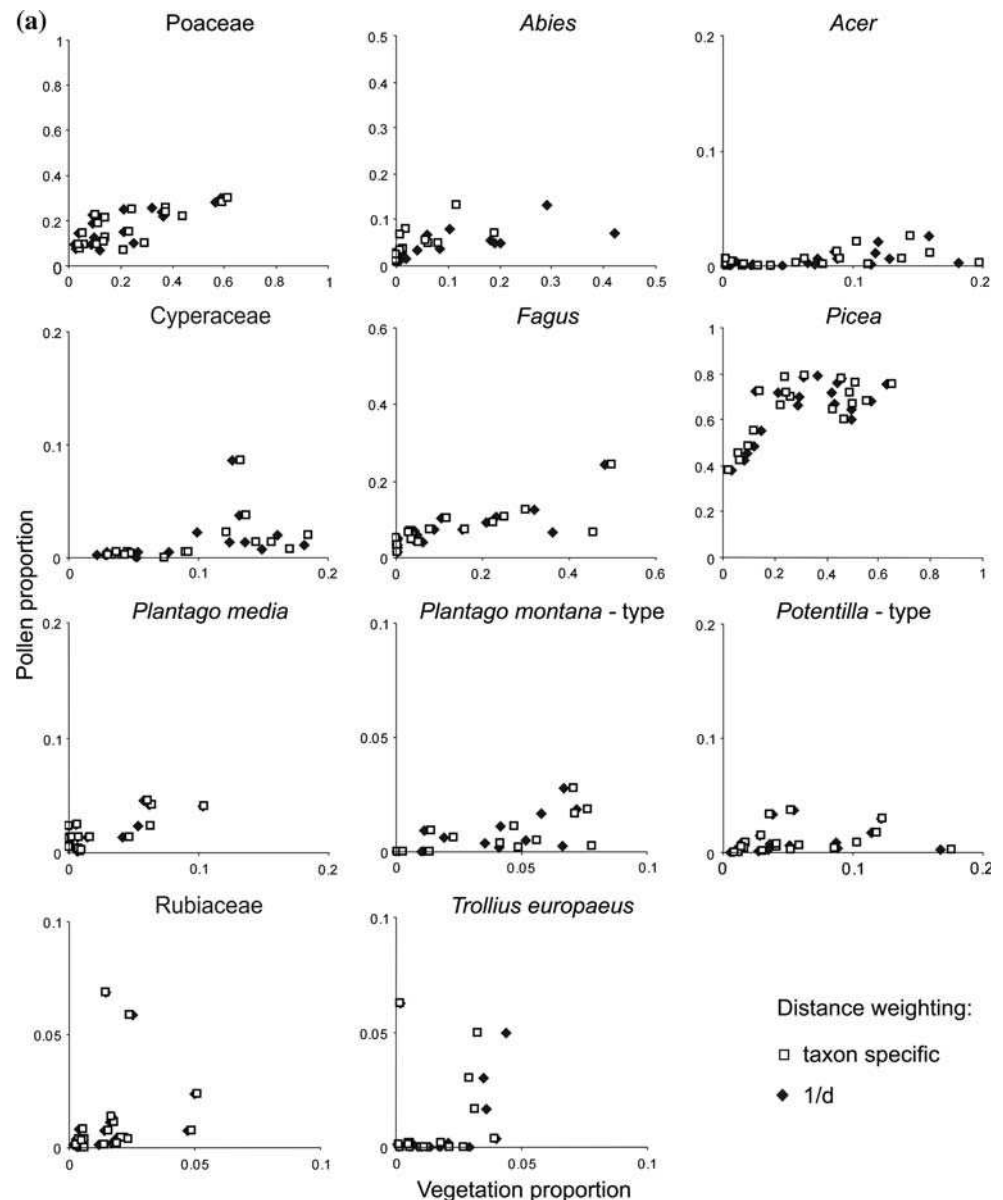 (a)
Poaceae
Abies
Acer
1
0.8
0.6
0.4
0.2
0
0 0.2 0.4 0.6 0.8 1
0.5
0.4
0.3
0.2
0.1
0
0 0.1 0.2 0.3 0.4 0.5
0.2
0.1
0
0 0.1 0.2
Cyperaceae
Fagus
Picea
0.2
0.1
0
0 0.1 0.2
0.6
0.4
0.2
0
0 0.2 0.4 0.6
1
0.8
0.6
0.4
0.2
0
0 0.2 0.4 0.6 0.8 1
Pollen proportion
Plantago media
Plantago montana - type
Potentilla - type
0.2
0.1
0
0 0.1 0.2
0.1
0.05
0
0 0.05 0.1
0.2
0.1
0
0 0.1 0.2
Rubiaceae
Trollius europaeus
0.1
0.05
0
0 0.05 0.1
0.1
0.05
0
0 0.05 0.1
Distance weighting:
taxon specific
1/d
Vegetation proportion